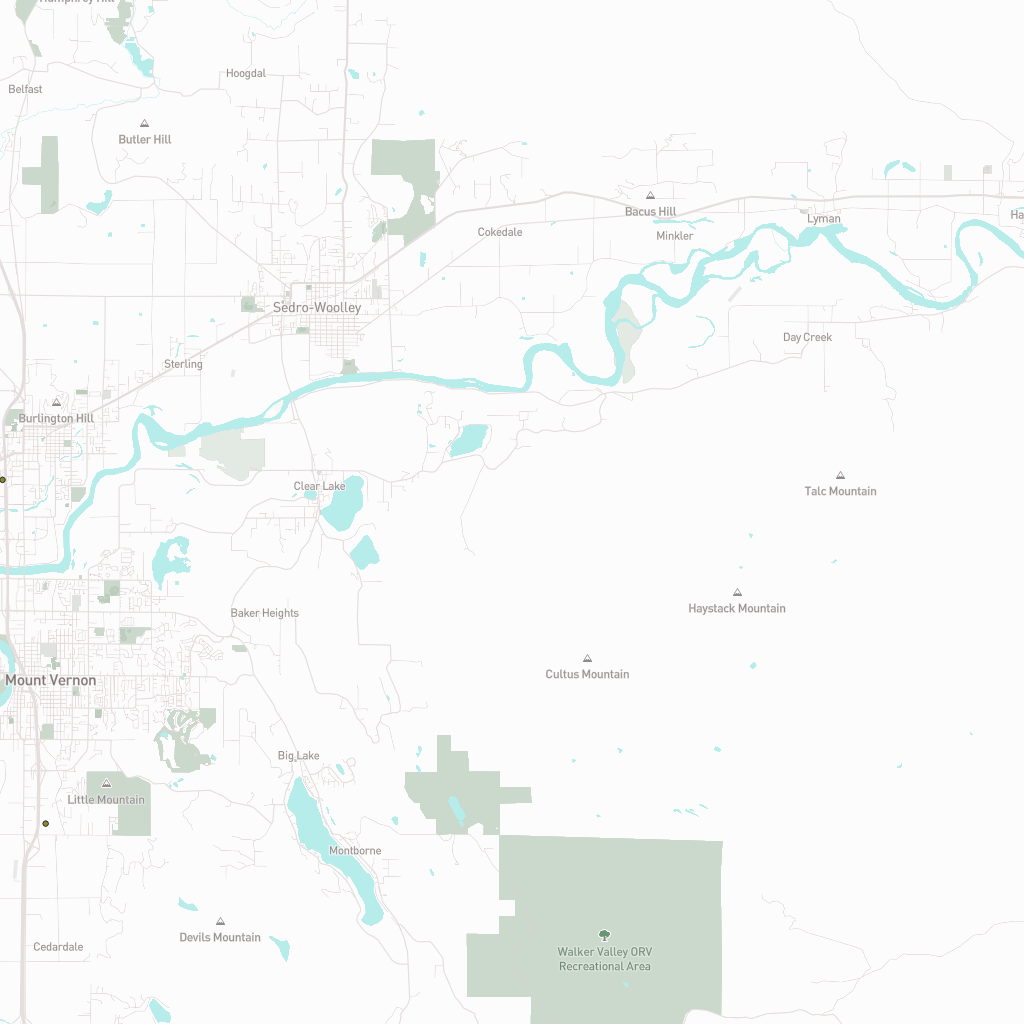 Humphrey Hill
Hoogdal
Belfast
Butler Hill
Bacus Hill
Ha
Lyman
Cokedale
Minkler
Sedro-Woolley
Day Creek
Sterling
Burlington Hill
Clear Lake
Talc Mountain
Haystack Mountain
Baker Heights
Cultus Mountain
Mount Vernon
Big Lake
Little Mountain
Montborne
Devils Mountain
Cedardale
Walker Valley ORV
Recreational Area